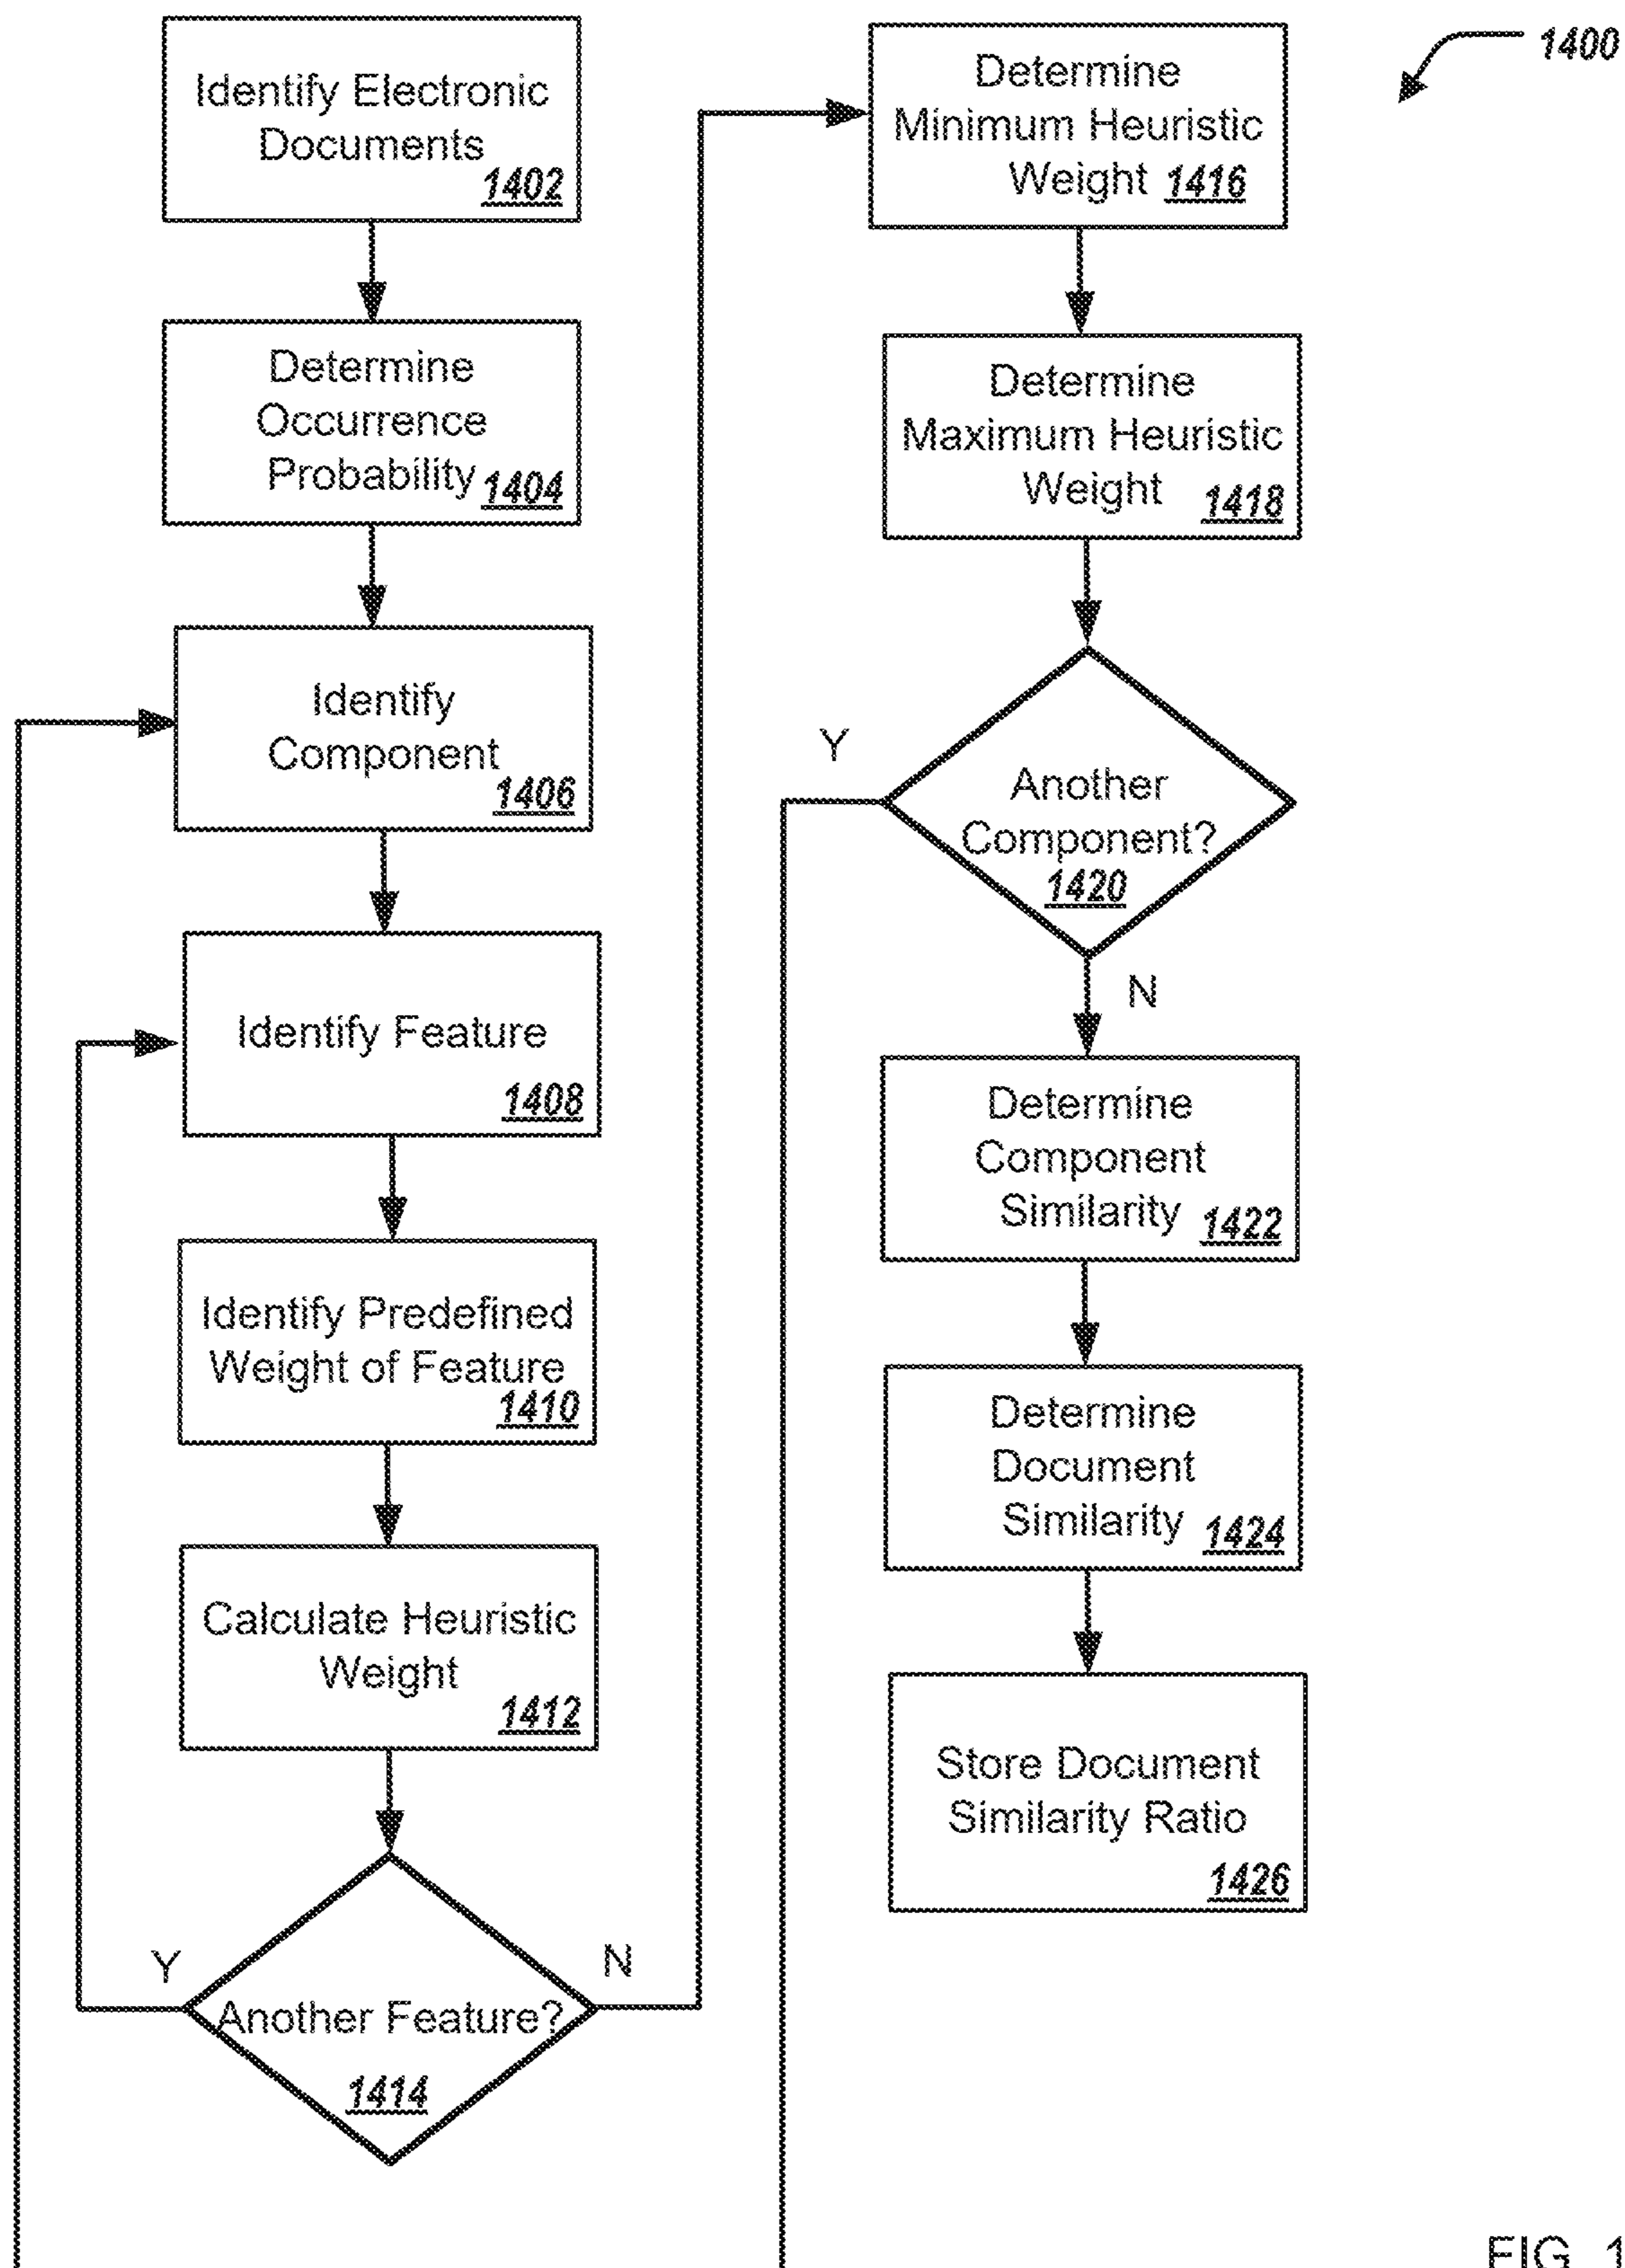 1400
Identify Electronic
Documents
1402
Determine
Occurrence
Probability 1404
Identify
Component
1406
Identify Feature
1408
Identify Predefined
Weight of Feature
1410
Calculate Heuristic
Weight
1412
Y
N
Another Feature?
1414
Determine
Minimum Heuristic
Weight 1416
Determine
Maximum Heuristic
Weight 1418
Y
Another
Component?
1420
N
Determine
Component
Similarity 1422
Determine
Document
Similarity 1424
Store Document
Similarity Ratio
1426
FIG. 1